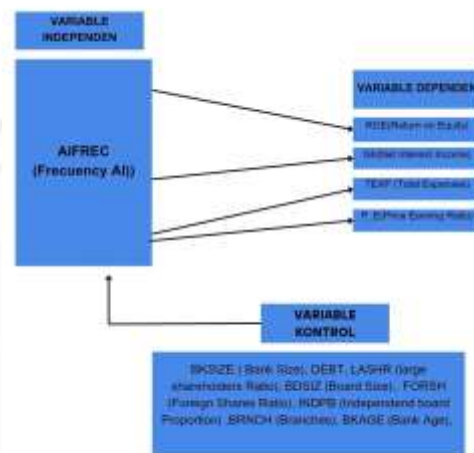 VARIABLE
INDEPENDEN
AIFREC
(Frecuency AI))
VARIABLE DEPENDEN
ROE(Return on Equity)
Interest Income)
TEXP (Total Expenses)
P_E(Price Earning Ratio)
VARIABLE
KONTROL
BKSIZE ( Bank Size), DEBT, LASHR (large
shareholders Ratio), BDSIZ (Board Size), FORSH
(Foreign Shares Ratio), INDPB (Independend board
Proportion) ,BRNCH (Branches), BKAGE (Bank Age),